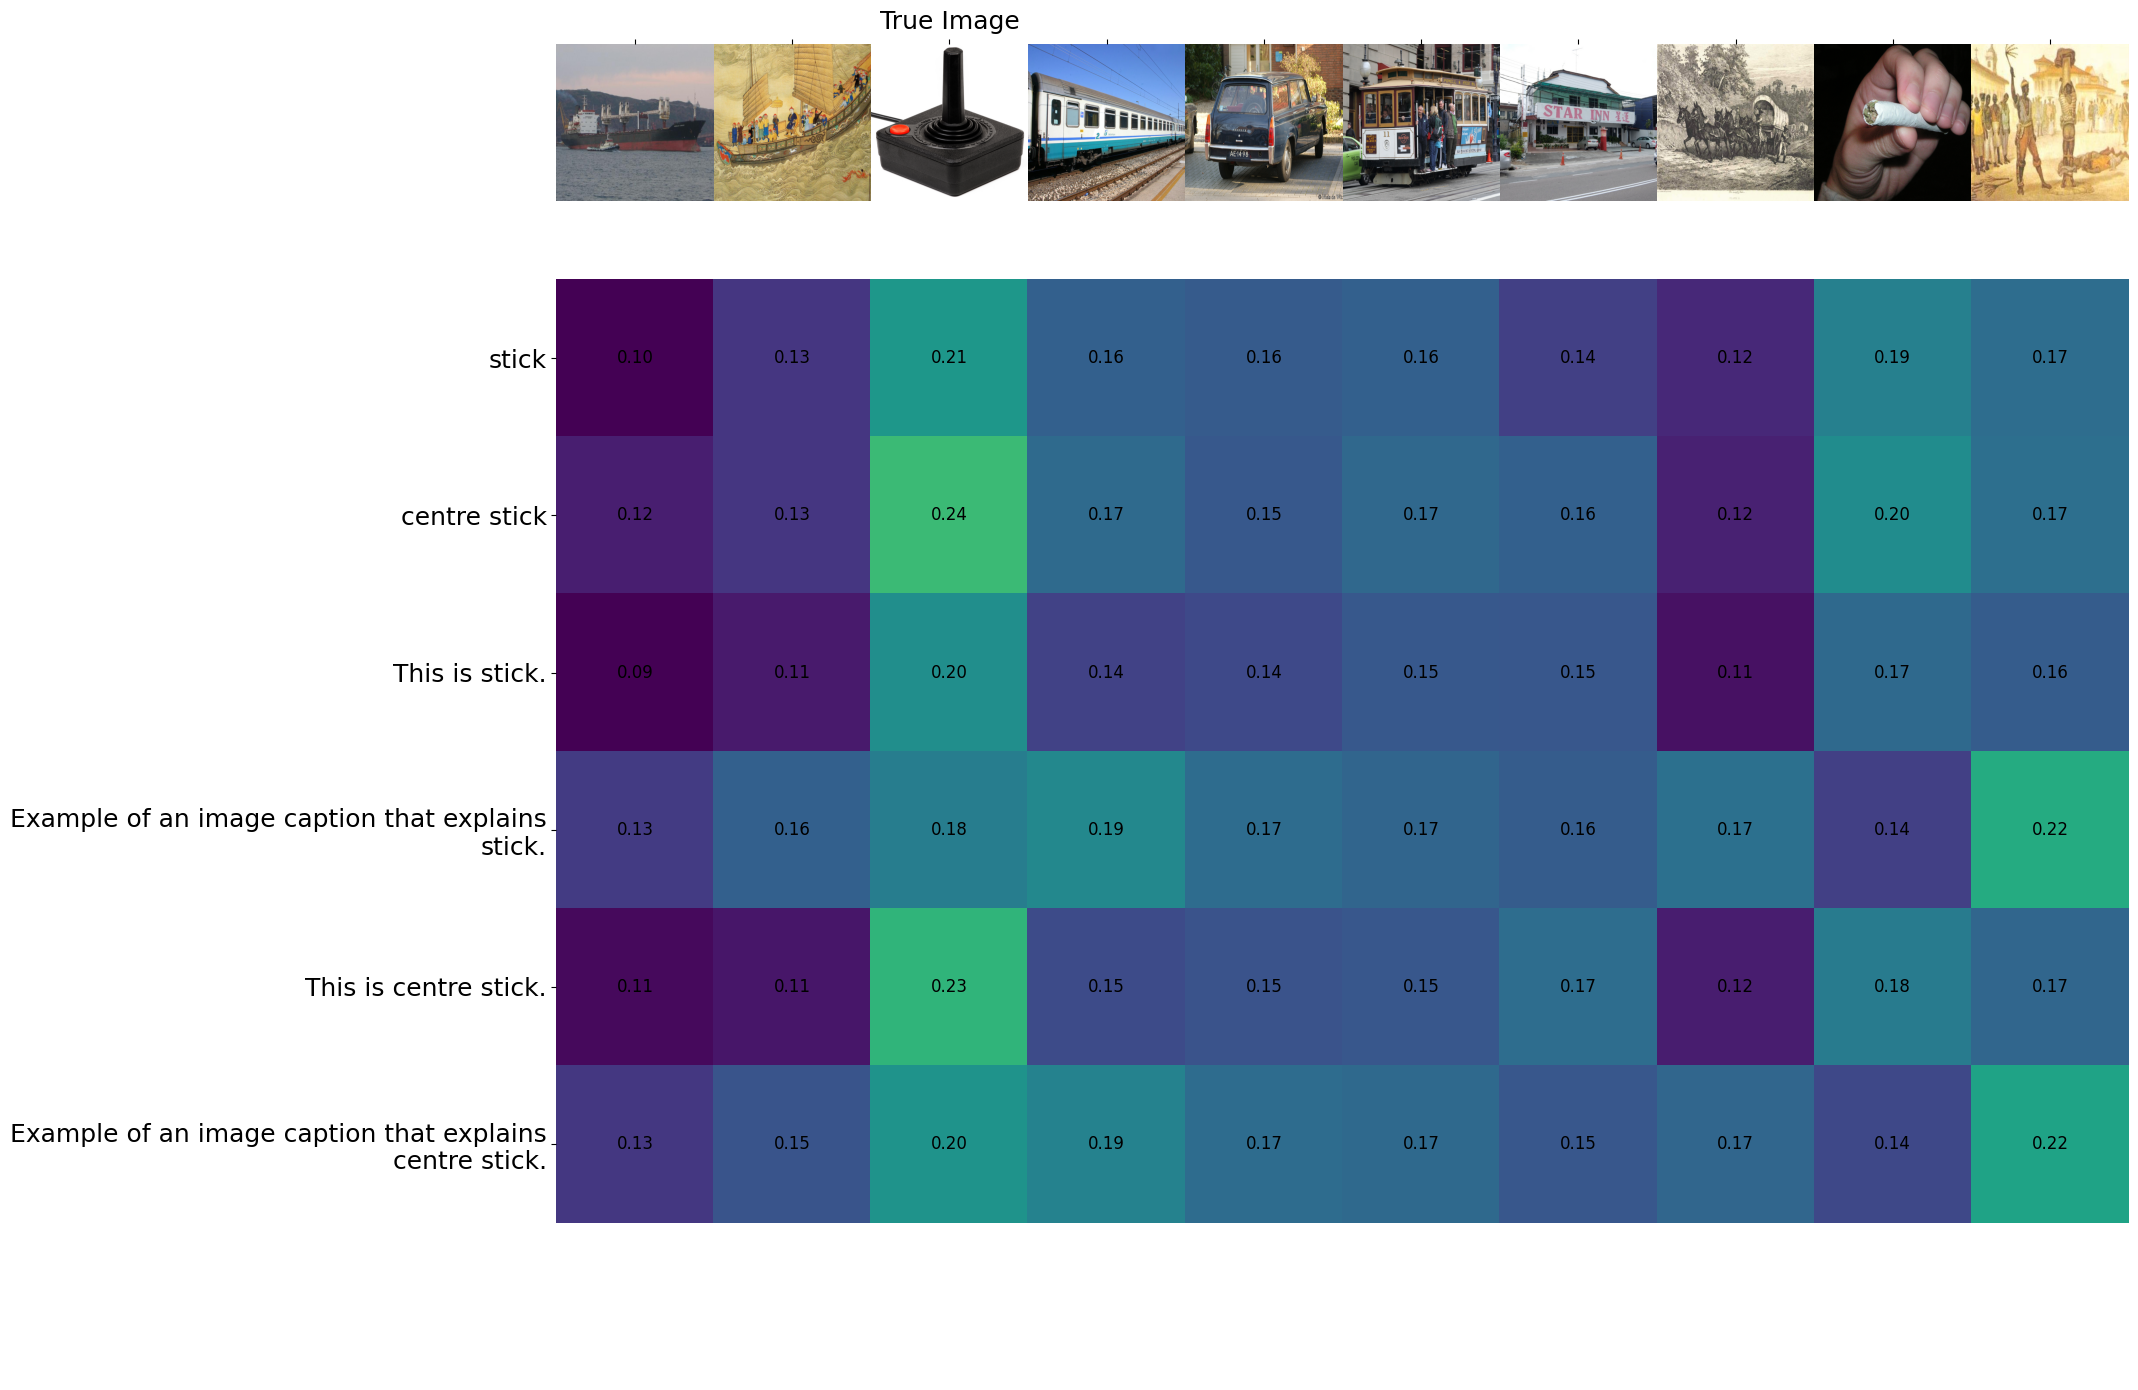 True Image
STAR INN
stick
0.10 0.13 0.21 0.16 0.16 0.16 0.14 0.12 0.19 0.17
centre stick
0.12 0.13 0.24 0.17 0.15 0.17 0.16 0.12 0.20 0.17
This is stick.
0.09 0.11 0.20 0.14 0.14 0.15 0.15 0.11 0.17 0.16
Example of an image caption that explains
stick.
0.13 0.16 0.18 0.19 0.17 0.17 0.16 0.17 0.14 0.22
This is centre stick.
0.11 0.11 0.23 0.15 0.15 0.15 0.17 0.12 0.18 0.17
Example of an image caption that explains
centre stick.
0.13 0.15 0.20 0.19 0.17 0.17 0.15 0.17 0.14 0.22